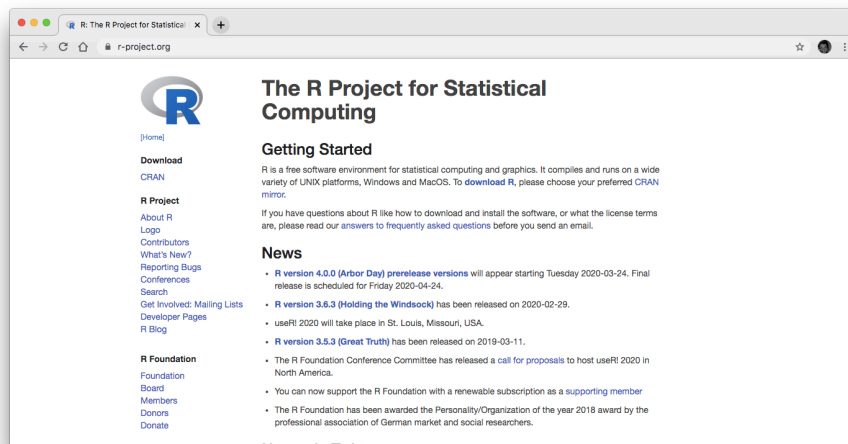 R: The R Project for Statistical
r-project.org
R
[Home]
Download
CRAN
R Project
About R
Logo
Contributors
What's New?
Reporting Bugs
Conferences
Search
Get Involved: Mailing Lists
Developer Pages
R Blog
R Foundation
Foundation
Board
Members
Donors
Donate
The R Project for Statistical
Computing
Getting Started
R is a free software environment for statistical computing and graphics. It compiles and runs on a wide
variety of UNIX platforms, Windows and MacOS. To download R, please choose your preferred CRAN
mirror.
If you have questions about R like how to download and install the software, or what the license terms
are, please read our answers to frequently asked questions before you send an email.
News
• R version 4.0.0 (Arbor Day) prerelease versions will appear starting Tuesday 2020-03-24. Final
release is scheduled for Friday 2020-04-24.
• R version 3.6.3 (Holding the Windsock) has been released on 2020-02-29.
• useR! 2020 will take place in St. Louis, Missouri, USA.
• R version 3.5.3 (Great Truth) has been released on 2019-03-11.
• The R Foundation Conference Committee has released a call for proposals to host useR! 2020 in
North America.
• You can now support the R Foundation with a renewable subscription as a supporting member
• The R Foundation has been awarded the Personality/Organization of the year 2018 award by the
professional association of German market and social researchers.